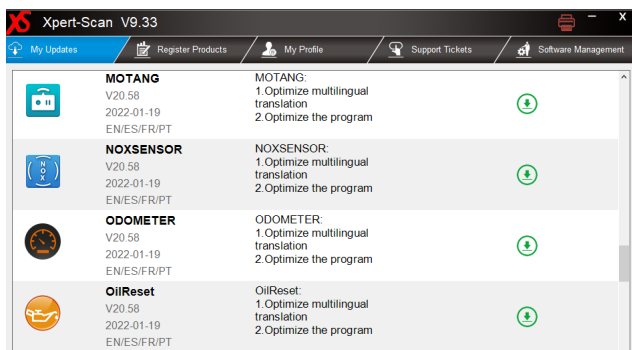 XS Xpert-Scan V9.33
My Updates
Register Products
My Profile
Support Tickets
Software Management
MOTANG
V20.58
2022-01-19
EN/ES/FR/PT
MOTANG:
1.Optimize multilingual
translation
2.Optimize the program
NOXSENSOR
V20.58
2022-01-19
EN/ES/FR/PT
NOXSENSOR:
1.Optimize multilingual
translation
2.Optimize the program
NOX
ODOMETER
V20.58
2022-01-19
EN/ES/FR/PT
ODOMETER:
1.Optimize multilingual
translation
2.Optimize the program
OilReset
V20.58
2022-01-19
EN/ES/FR/PT
OilReset:
1.Optimize multilingual
translation
2.Optimize the program